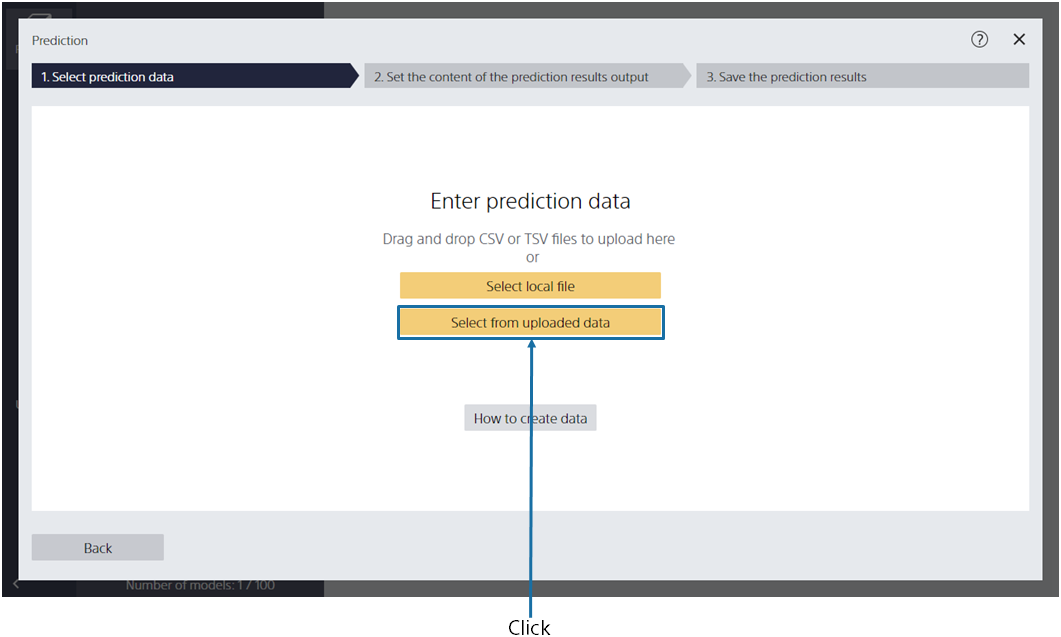 Prediction
1. Select prediction data
2. Set the content of the prediction results output
3. Save the prediction results
Enter prediction data
Drag and drop CSV or TSV files to upload here
or
Select local file
Select from uploaded data
How to create data
Back
Number of models: 1 / 100
Click